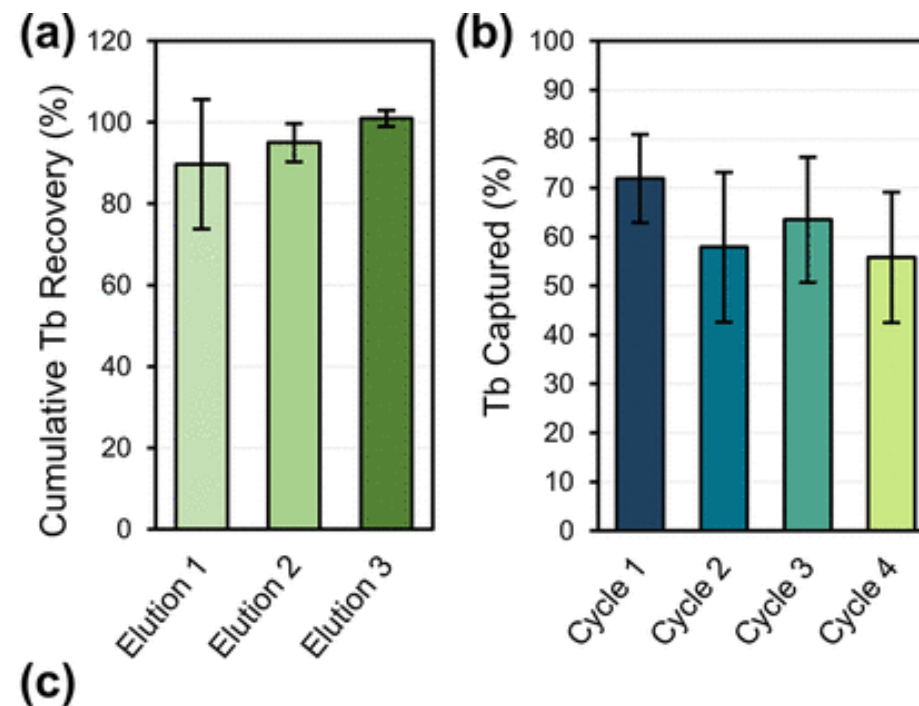 (a)
Cumulative Tb Recovery (%)
120
100
80
60
40
20
0
Elution 1
Elution 2
Elution 3
(b)
Tb Captured (%)
100
90
80
70
60
50
40
30
20
10
0
Cycle 1
Cycle 2
Cycle 3
Cycle 4
(c)